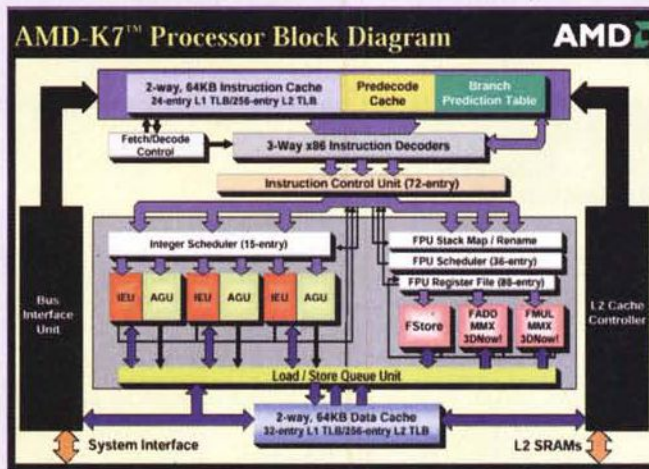 AMD-K7™ Processor Block Diagram
AMD
2-way, 64KB Instruction Cache
24-entry L1 TLB/256-entry L2 TLB
Predecode
Cache
Branch
Prediction Table
Fetch/Decode
Control
3-Way x86 Instruction Decoders
Instruction Control Unit (72-entry)
Integer Scheduler (15-entry)
FPU Stack Map / Rename
FPU Scheduler (36-entry)
FPU Register File (88-entry)
Bus
Interface
Unit
IEU
AGU
IEU
AGU
IEU
AGU
FStore
FADD
MMX
3DNow!
FMUL
MMX
3DNow!
L2 Cache
Controller
Load / Store Queue Unit
2-way, 64KB Data Cache
32-entry L1 TLB/256-entry L2 TLB
System Interface
L2 SRAMs